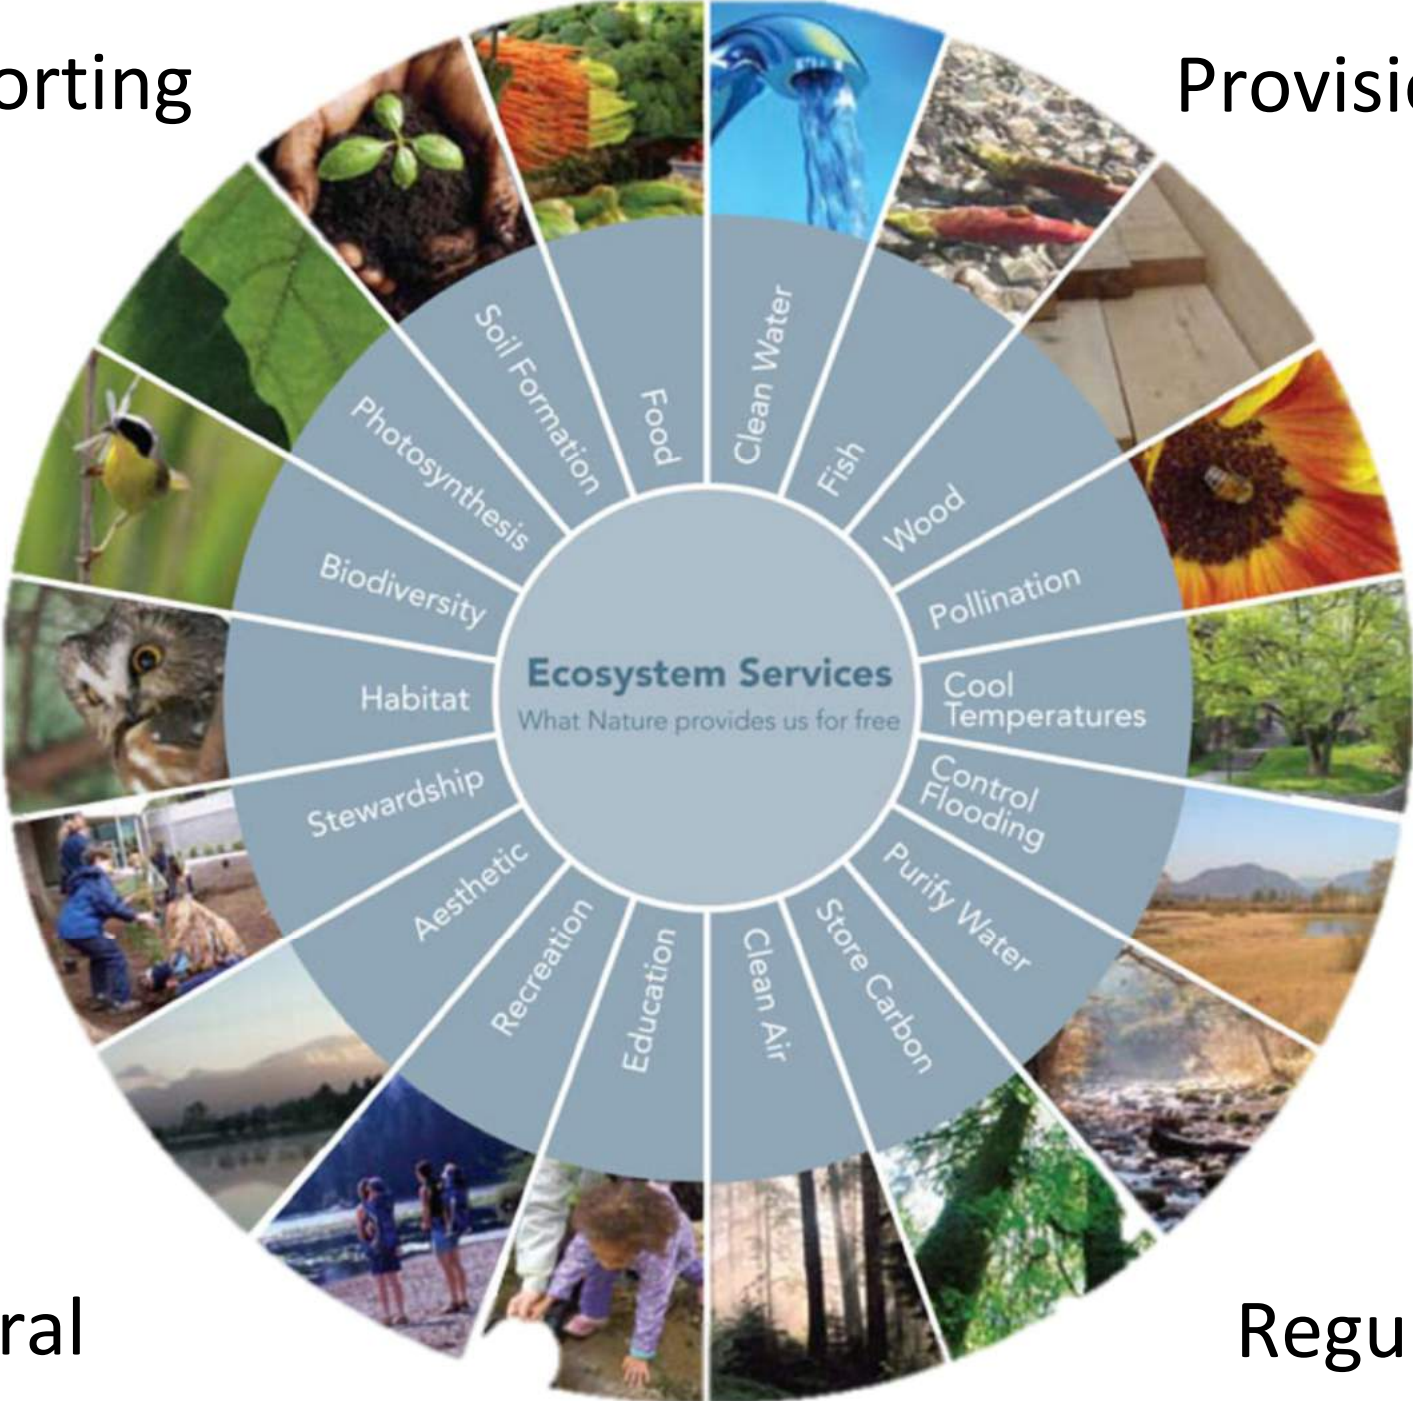 orting
Provisi
Food
Clean Water
Fish
Wood
Pollination
Cool
Temperatures
Control
Flooding
Purify Water
Store Carbon
Clean Air
Education
Recreation
Aesthetic
Stewardship
Habitat
Biodiversity
Photosynthesis
Soil Formation
Ecosystem Services
What Nature provides us for free
ral
Regu